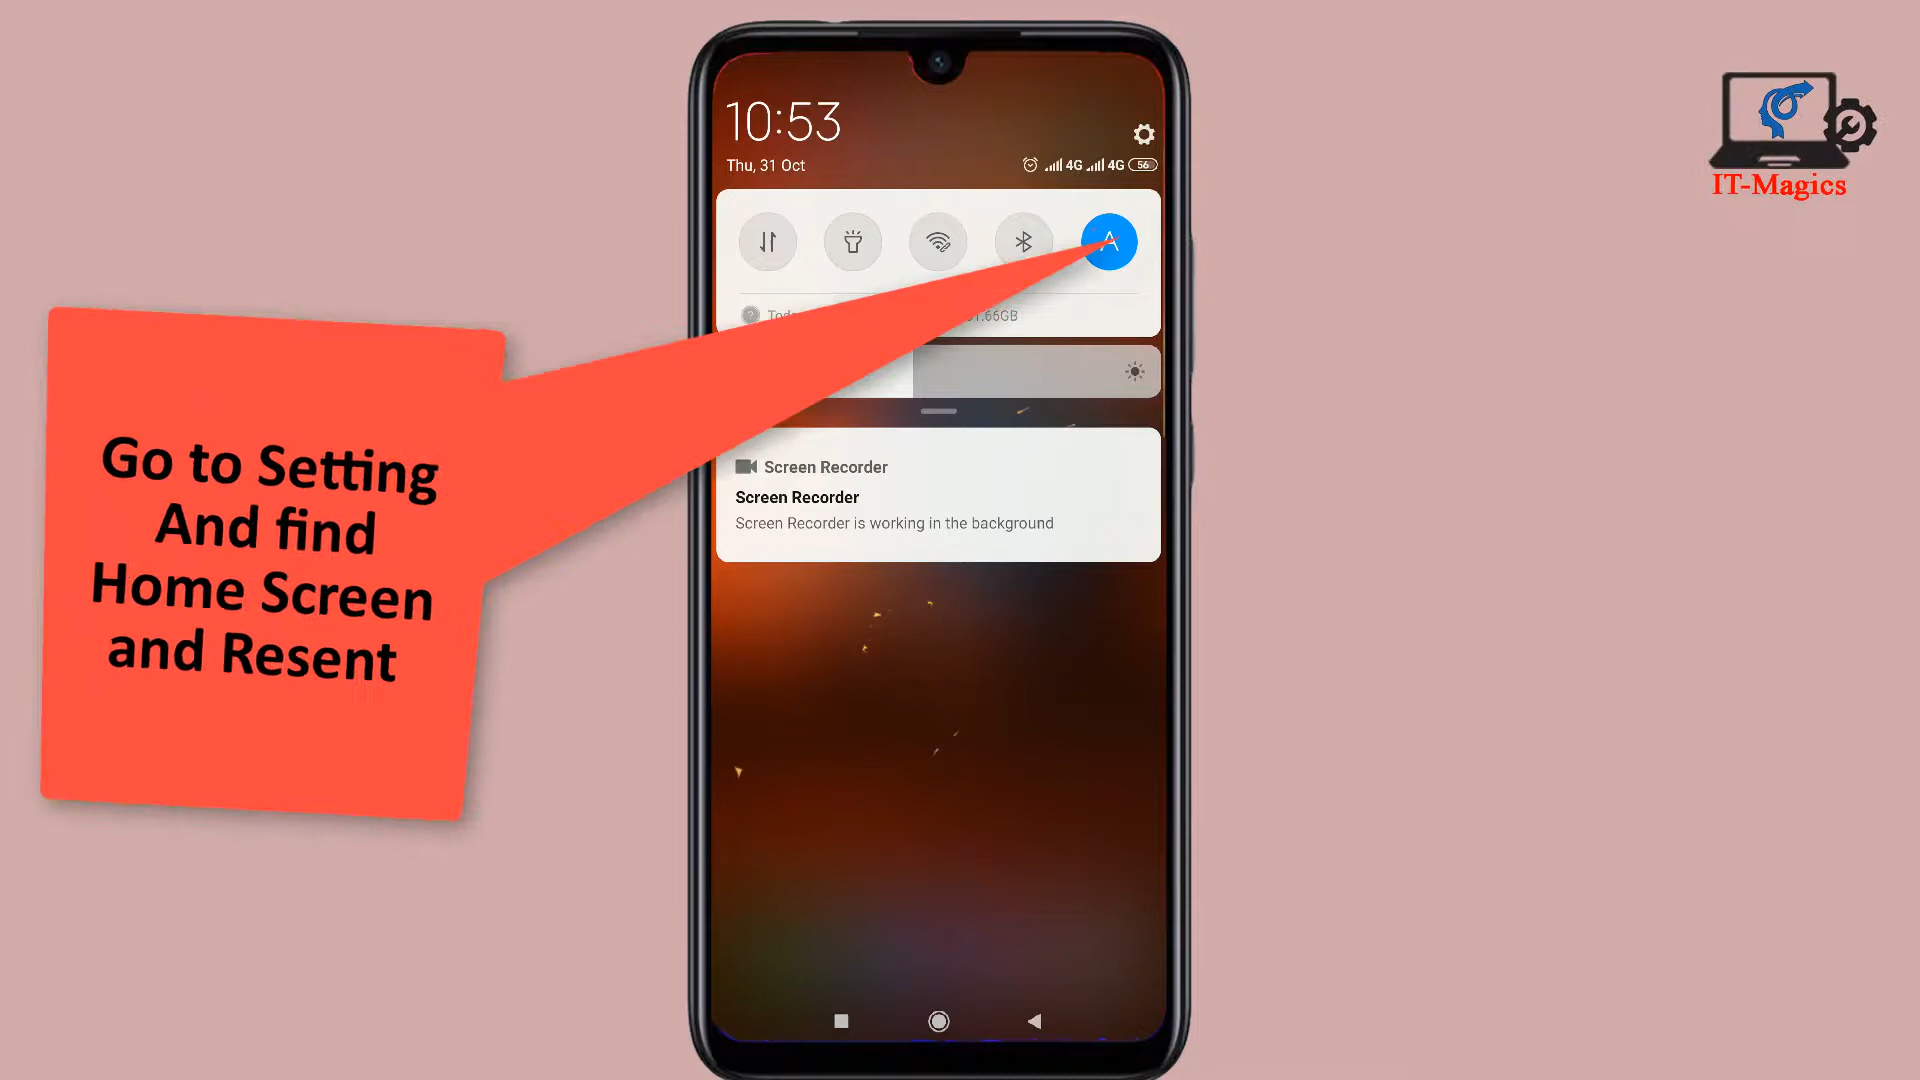 10:53
Thu, 31 Oct
4G 4G 56
A
1.66GB
Screen Recorder
Screen Recorder
Screen Recorder is working in the background
Go to Setting
And find
Home Screen
and Resent
IT-Magics